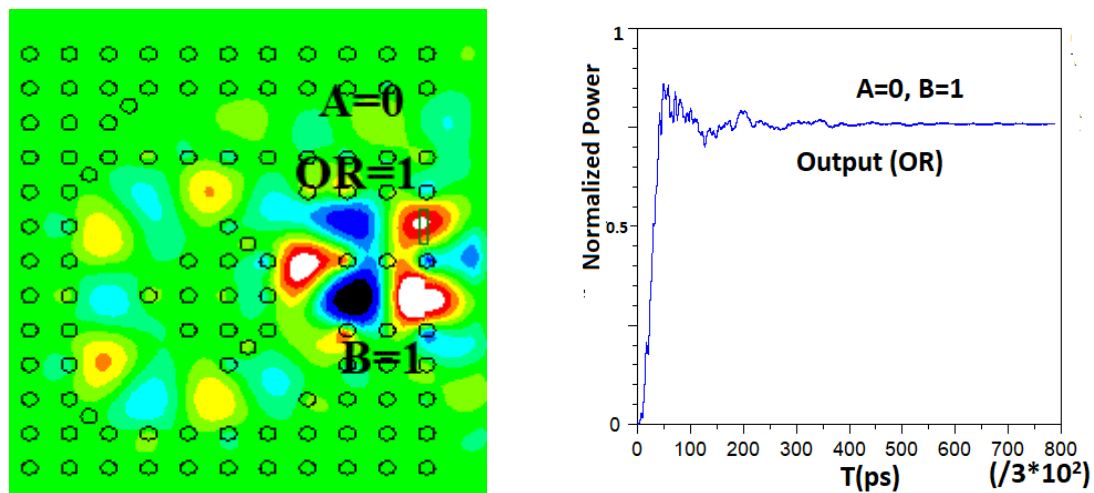 A=0
OR=1
B=1
1
0.5
0
Normalized Power
A=0, B=1
Output (OR)
0 100 200 300 400 500 600 700 800
T(ps) (/3*10²)